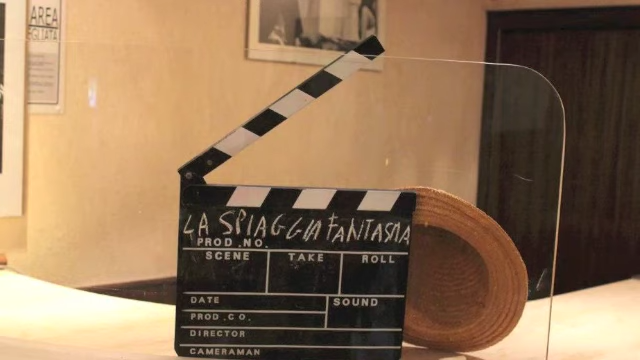 AREA
LA SPIAGGIA FANTASMA
PROD.NO.
SCENE TAKE ROLL
DATE SOUND
PROD.CO.
DIRECTOR
CAMERAMAN